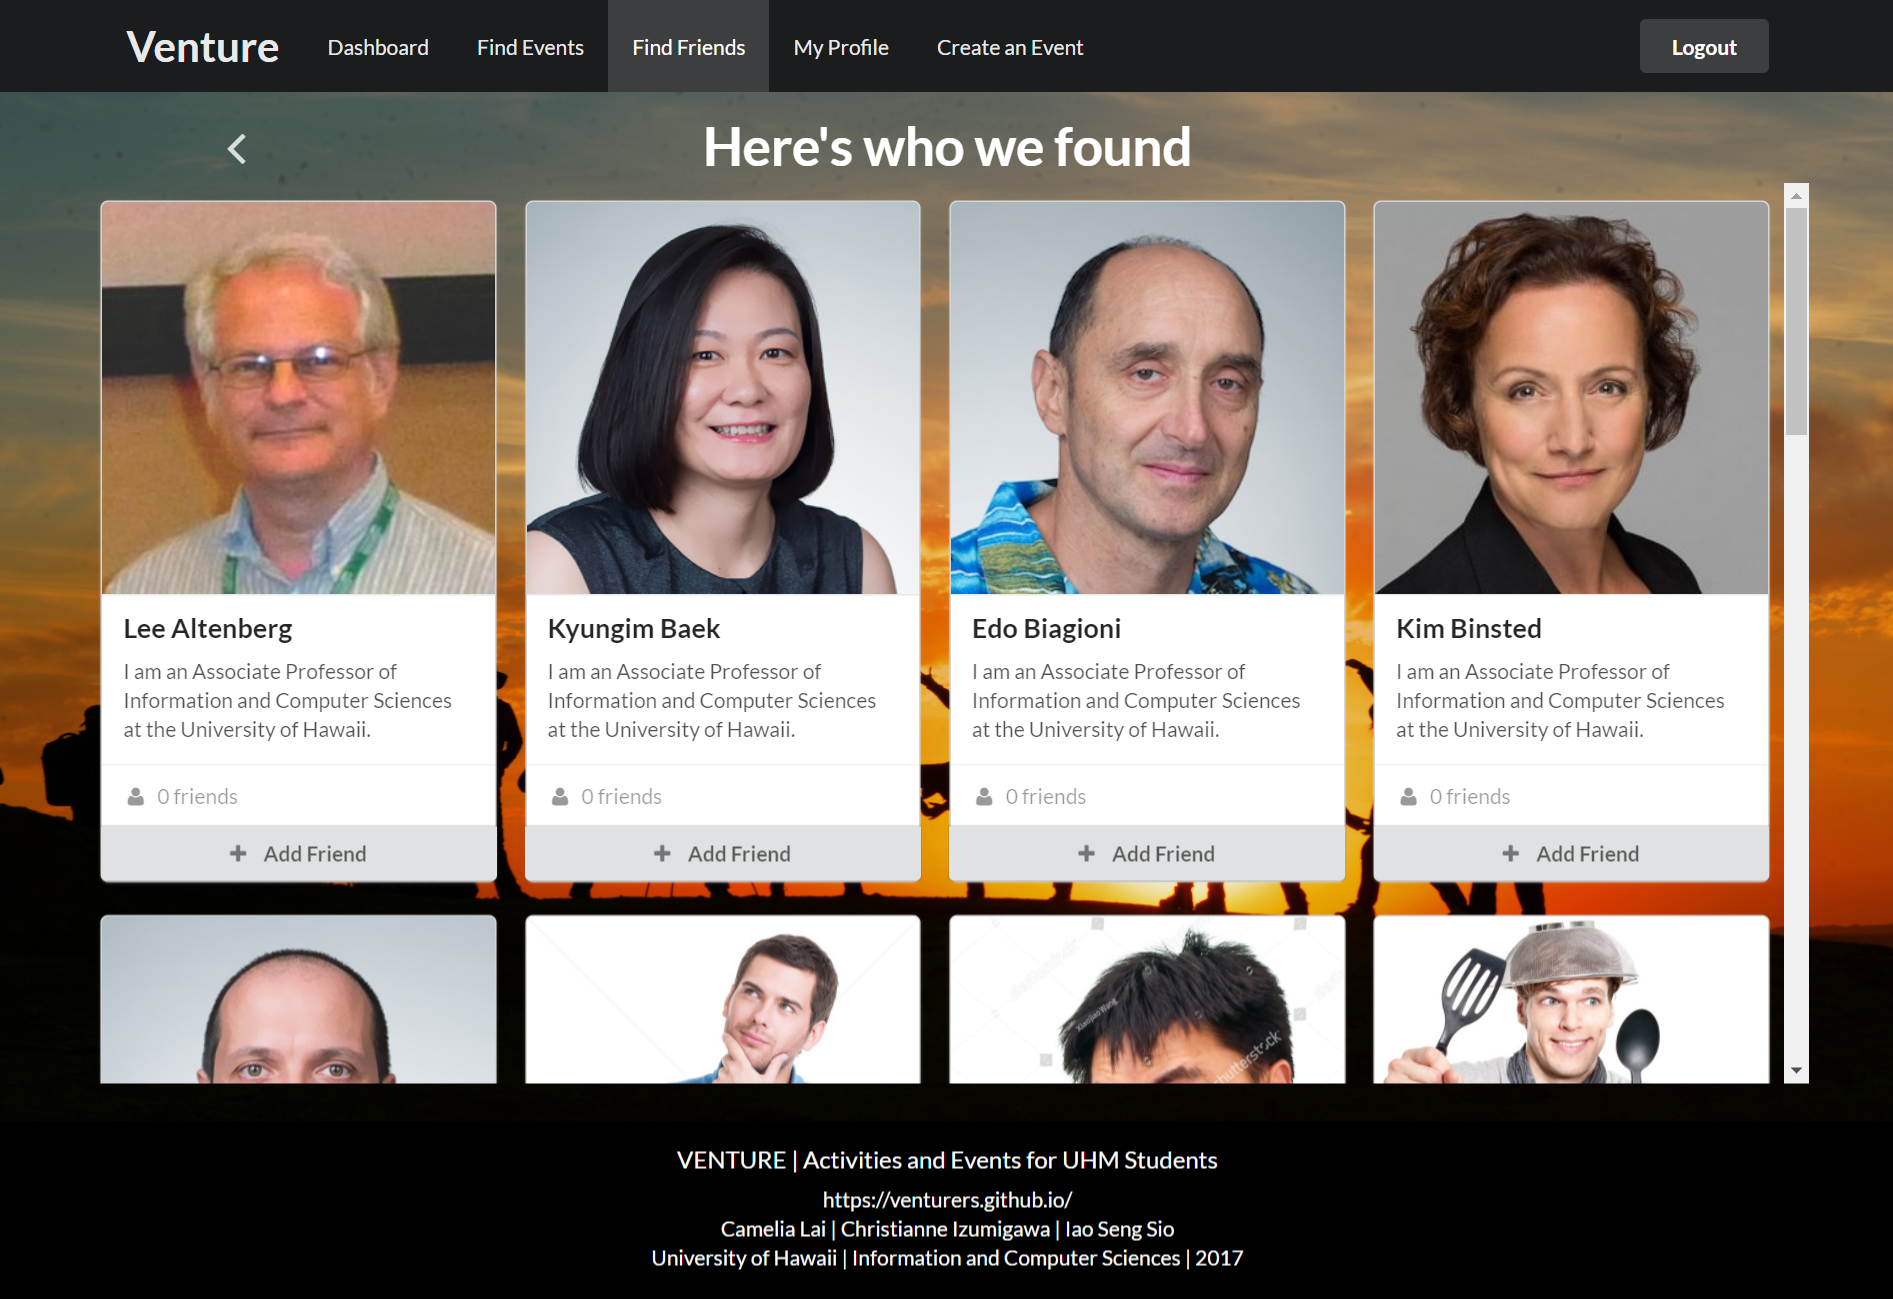 Venture
Dashboard
Find Events
Find Friends
My Profile
Create an Event
Logout
Here's who we found
Lee Altenberg
I am an Associate Professor of
Information and Computer Sciences
at the University of Hawaii.
0 friends
Add Friend
Kyungim Baek
I am an Associate Professor of
Information and Computer Sciences
at the University of Hawaii.
0 friends
Add Friend
Edo Biagioni
I am an Associate Professor of
Information and Computer Sciences
at the University of Hawaii.
0 friends
Add Friend
Kim Binsted
I am an Associate Professor of
Information and Computer Sciences
at the University of Hawaii.
0 friends
Add Friend
Xiaojiao Wang
shutterstock
VENTURE | Activities and Events for UHM Students
https://venturers.github.io/
Camelia Lai | Christianne Izumigawa | Iao Seng Sio
University of Hawaii | Information and Computer Sciences | 2017